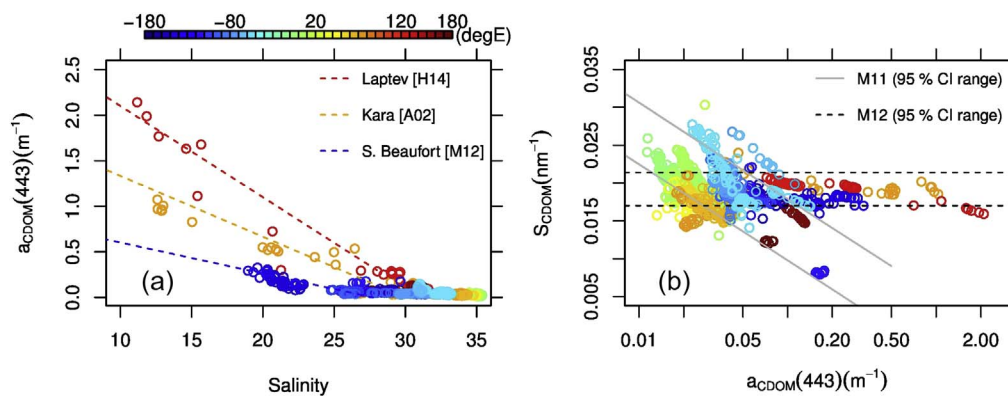 −180 −80 20 120 180
(degE)
2.5
2.0
1.5
1.0
0.5
0.0
aCDOM(443)(m⁻¹)
Laptev [H14]
Kara [A02]
S. Beaufort [M12]
(a)
10 15 20 25 30 35
Salinity
0.035
0.025
0.015
0.005
SCDOM(nm⁻¹)
M11 (95 % CI range)
M12 (95 % CI range)
(b)
0.01 0.05 0.20 0.50 2.00
aCDOM(443)(m⁻¹)